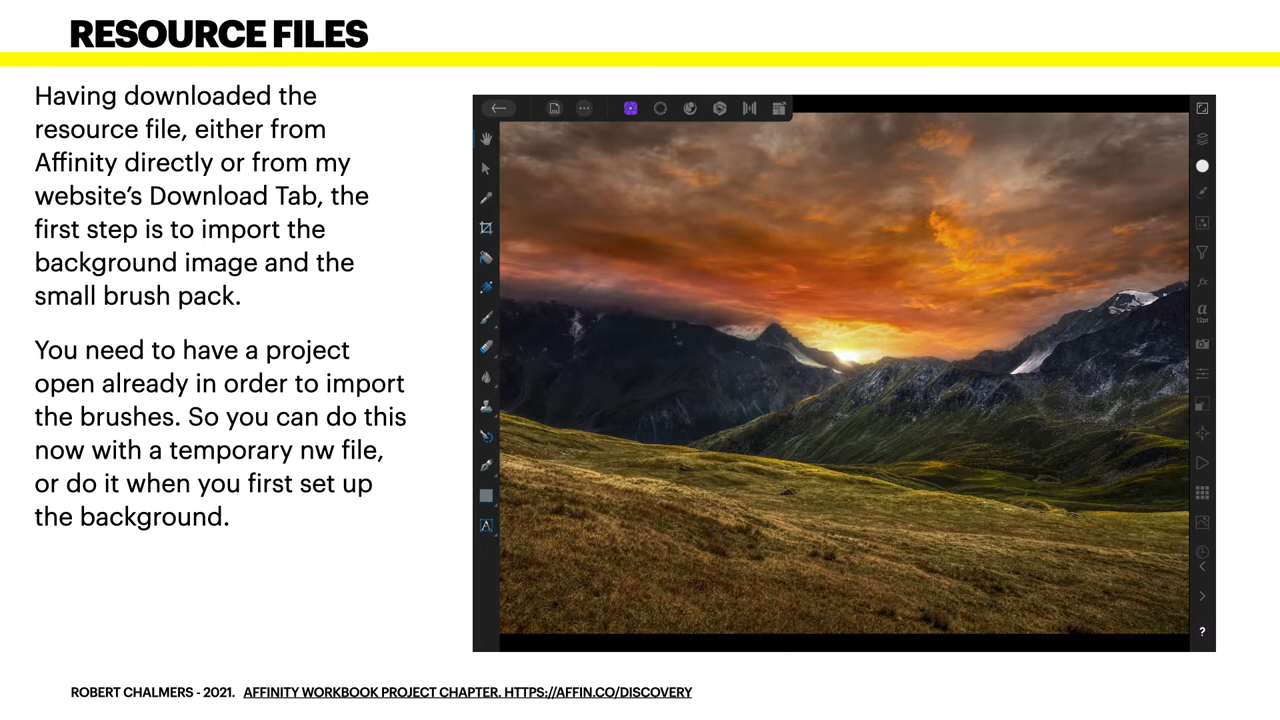 RESOURCE FILES
Having downloaded the
resource file, either from
Affinity directly or from my
website’s Download Tab, the
first step is to import the
background image and the
small brush pack.
You need to have a project
open already in order to import
the brushes. So you can do this
now with a temporary nw file,
or do it when you first set up
the background.
fx
a
12pt
A
?
ROBERT CHALMERS - 2021. AFFINITY WORKBOOK PROJECT CHAPTER. HTTPS://AFFIN.CO/DISCOVERY